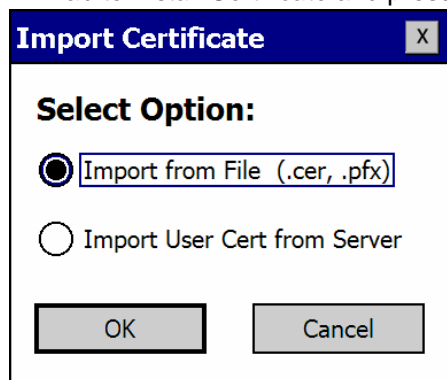 Import Certificate X
Select Option:
Import from File (.cer, .pfx)
Import User Cert from Server
OK Cancel